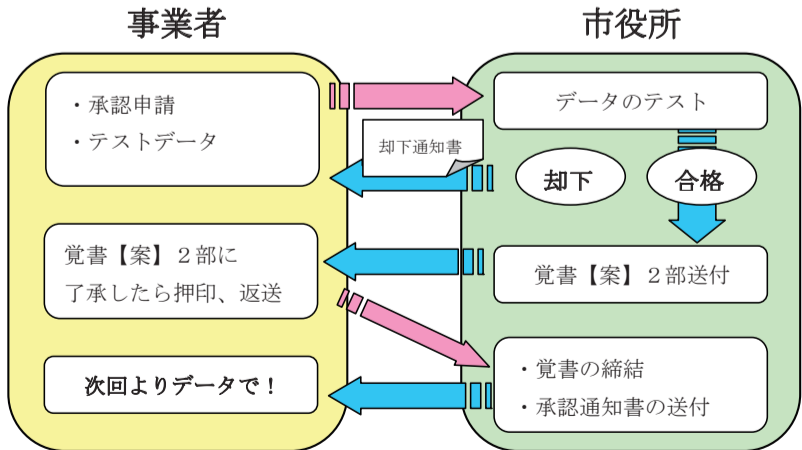 事業者
市役所
・承認申請
・テストデータ
データのテスト
却下通知書
却下
合格
覚書【案】２部に
了承したら押印、返送
覚書【案】２部送付
次回よりデータで！
・覚書の締結
・承認通知書の送付